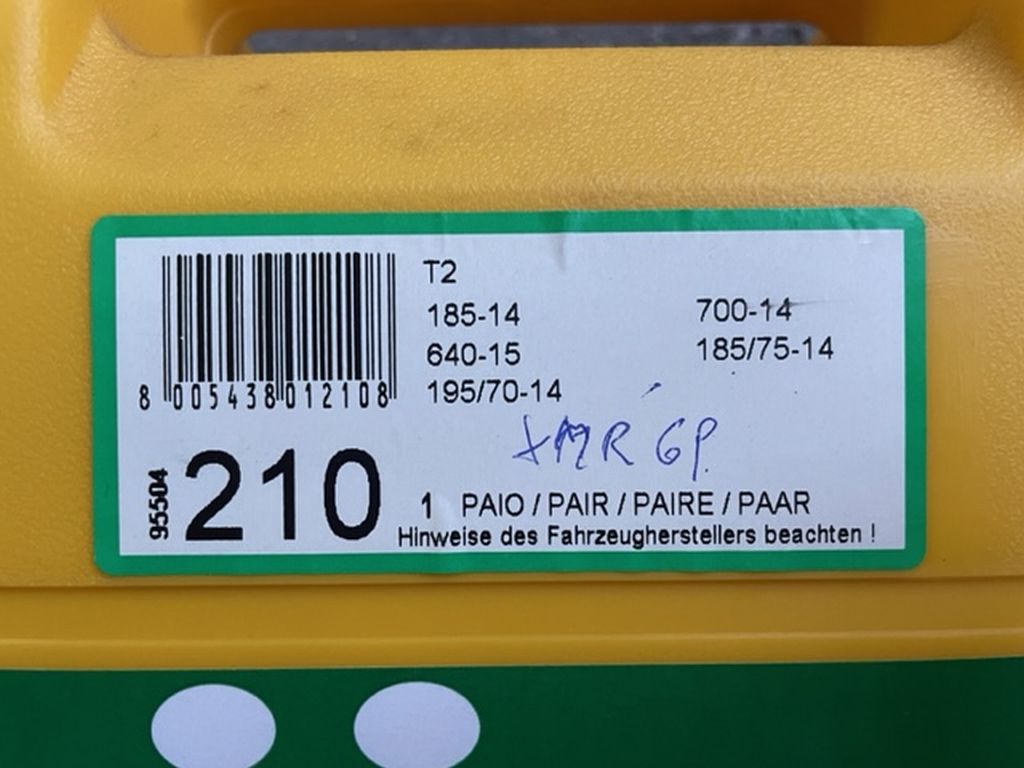 T2
185-14 700-14
640-15 185/75-14
195/70-14
8 005438 012108
95504 210
1 PAIO / PAIR / PAIRE / PAAR
Hinweise des Fahrzeugherstellers beachten !